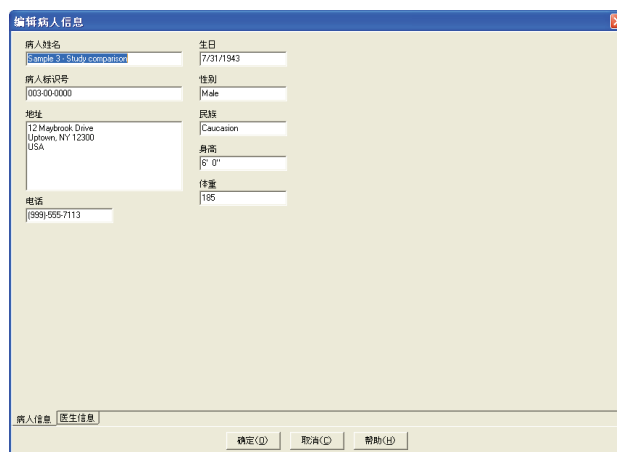 编辑病人信息
病人姓名
Sample 3 - Study comparison
病人标识号
003-00-0000
地址
12 Maybrook Drive
Uptown, NY 12300
USA
电话
(999)-555-7113
生日
7/31/1943
性别
Male
民族
Caucasion
身高
6' 0"
体重
185
病人信息 医生信息
确定(O) 取消(C) 帮助(H)